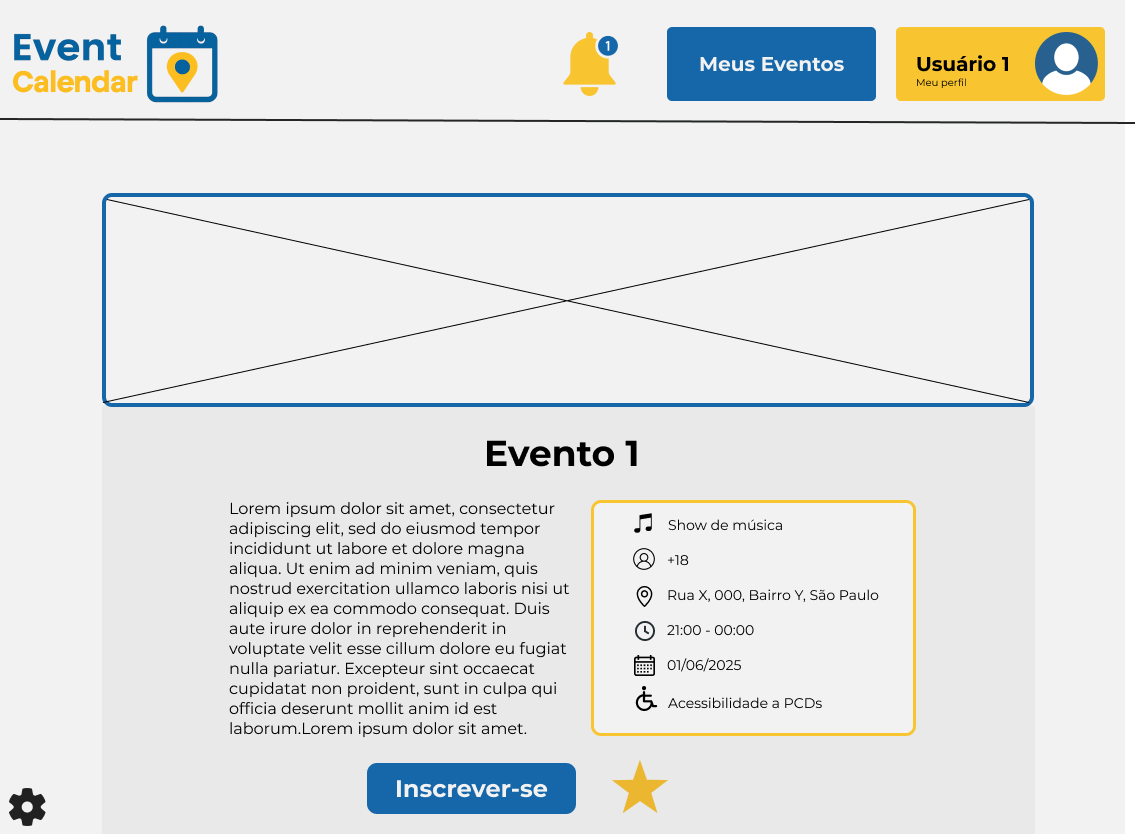 Event
Calendar
1
Meus Eventos
Usuário 1
Meu perfil
Evento 1
Lorem ipsum dolor sit amet, consectetur
adipiscing elit, sed do eiusmod tempor
incididunt ut labore et dolore magna
aliqua. Ut enim ad minim veniam, quis
nostrud exercitation ullamco laboris nisi ut
aliquip ex ea commodo consequat. Duis
aute irure dolor in reprehenderit in
voluptate velit esse cillum dolore eu fugiat
nulla pariatur. Excepteur sint occaecat
cupidatat non proident, sunt in culpa qui
officia deserunt mollit anim id est
laborum.Lorem ipsum dolor sit amet.
Show de música
+18
Rua X, 000, Bairro Y, São Paulo
21:00 - 00:00
01/06/2025
Acessibilidade a PCDs
Inscrever-se